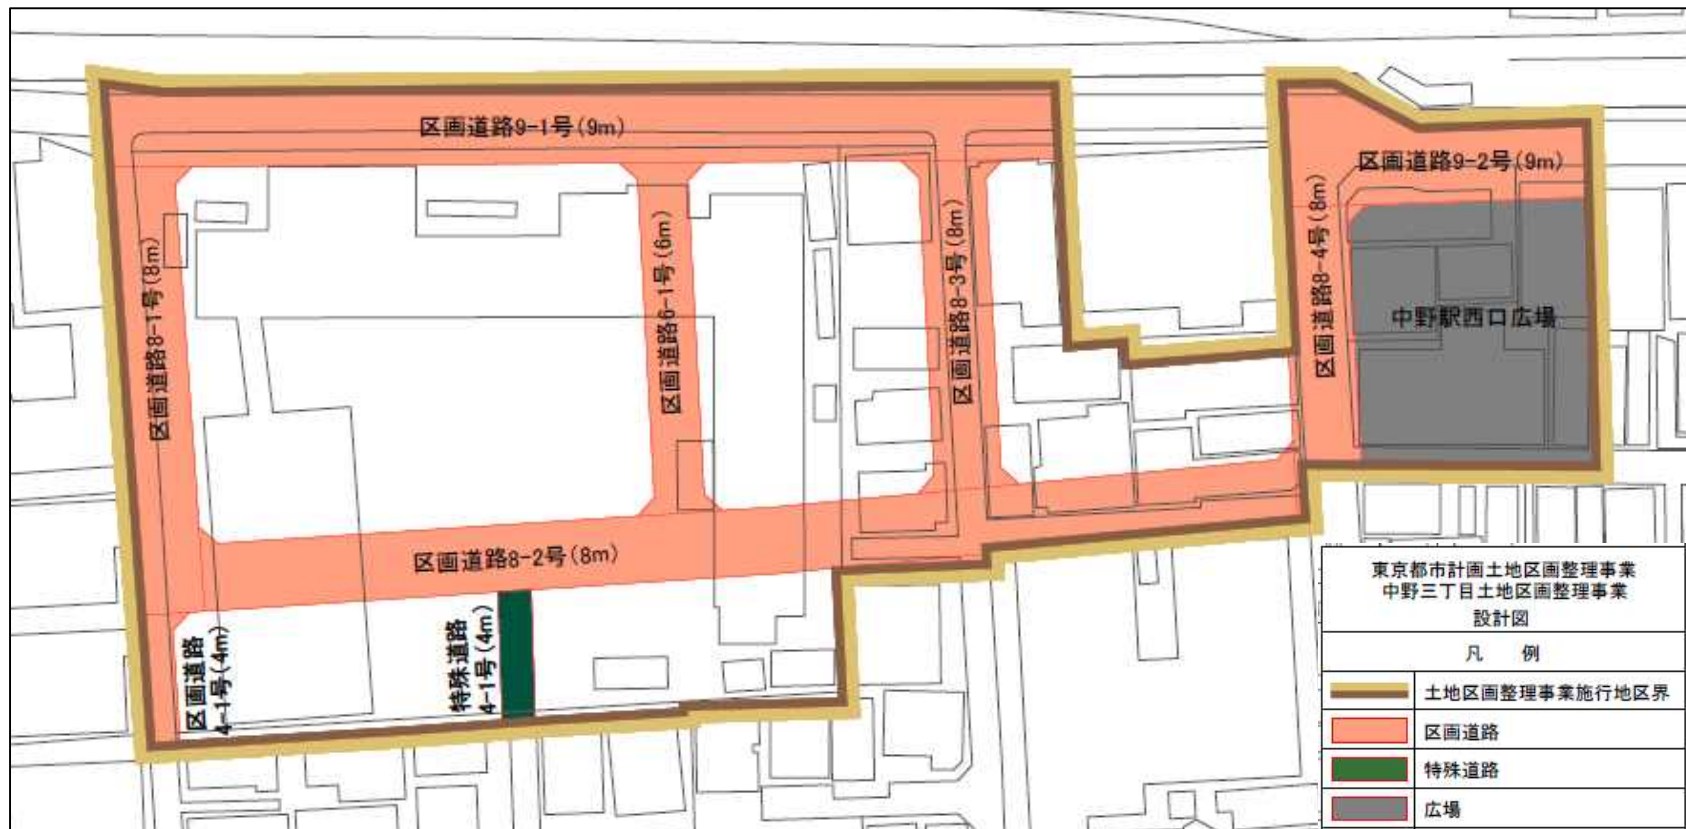 区画道路9-1号(9m)
区画道路9-2号(9m)
区画道路8-1号(8m)
区画道路6-1号(6m)
区画道路8-3号(8m)
区画道路8-4号(8m)
中野駅西口広場
区画道路8-2号(8m)
区画道路
4-1号(4m)
特殊道路
4-1号(4m)
東京都市計画土地区画整理事業
中野三丁目土地区画整理事業
設計図
凡 例
土地区画整理事業施行地区界
区画道路
特殊道路
広場